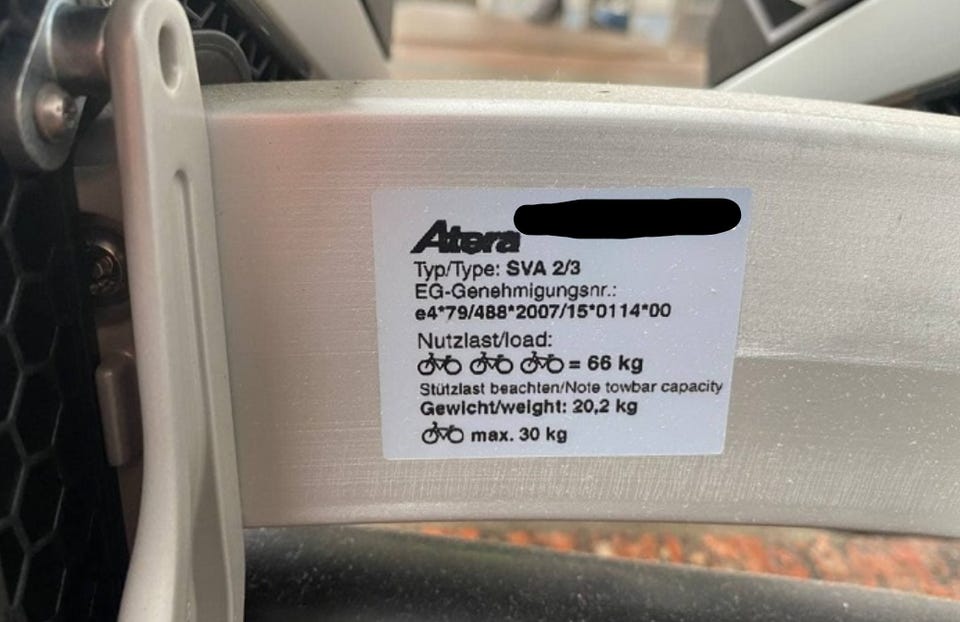 Atera
Typ/Type: SVA 2/3
EG-Genehmigungsnr.:
e4*79/488*2007/15*0114*00
Nutzlast/load:
= 66 kg
Stützlast beachten/Note towbar capacity
Gewicht/weight: 20,2 kg
max. 30 kg